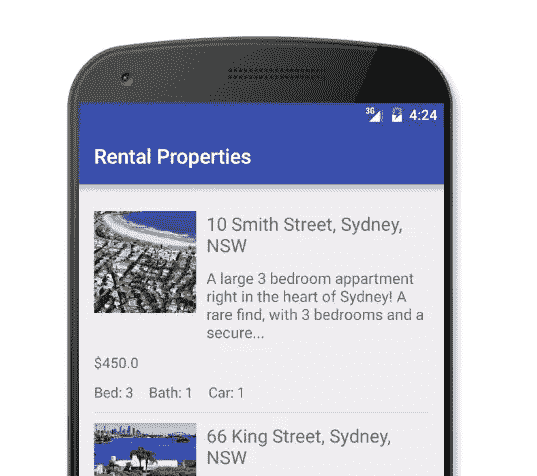 3G 4:24
Rental Properties
10 Smith Street, Sydney,
NSW
A large 3 bedroom appartment
right in the heart of Sydney! A
rare find, with 3 bedrooms and a
secure...
$450.0
Bed: 3 Bath: 1 Car: 1
66 King Street, Sydney,
NSW